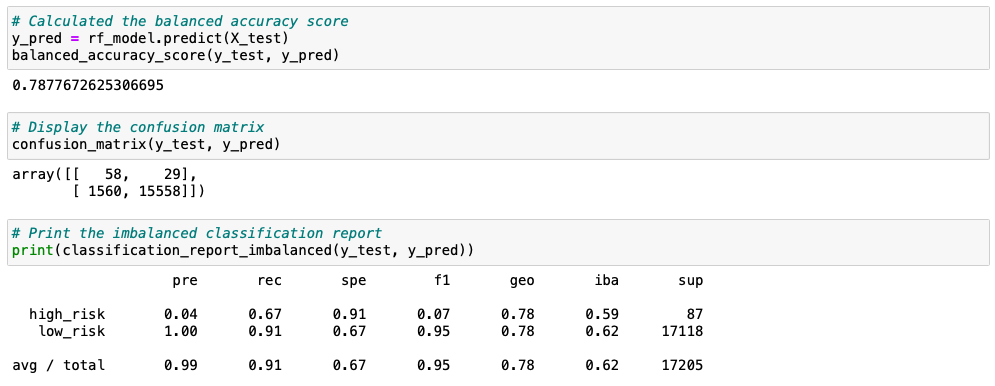 # Calculated the balanced accuracy score
y_pred = rf_model.predict(X_test)
balanced_accuracy_score(y_test, y_pred)
0.7877672625306695
# Display the confusion matrix
confusion_matrix(y_test, y_pred)
array([[   58,    29],
       [ 1560, 15558]])
# Print the imbalanced classification report
print(classification_report_imbalanced(y_test, y_pred))
                   pre       rec       spe        f1       geo       iba       sup
  high_risk       0.04      0.67      0.91      0.07      0.78      0.59        87
   low_risk       1.00      0.91      0.67      0.95      0.78      0.62     17118
avg / total       0.99      0.91      0.67      0.95      0.78      0.62     17205